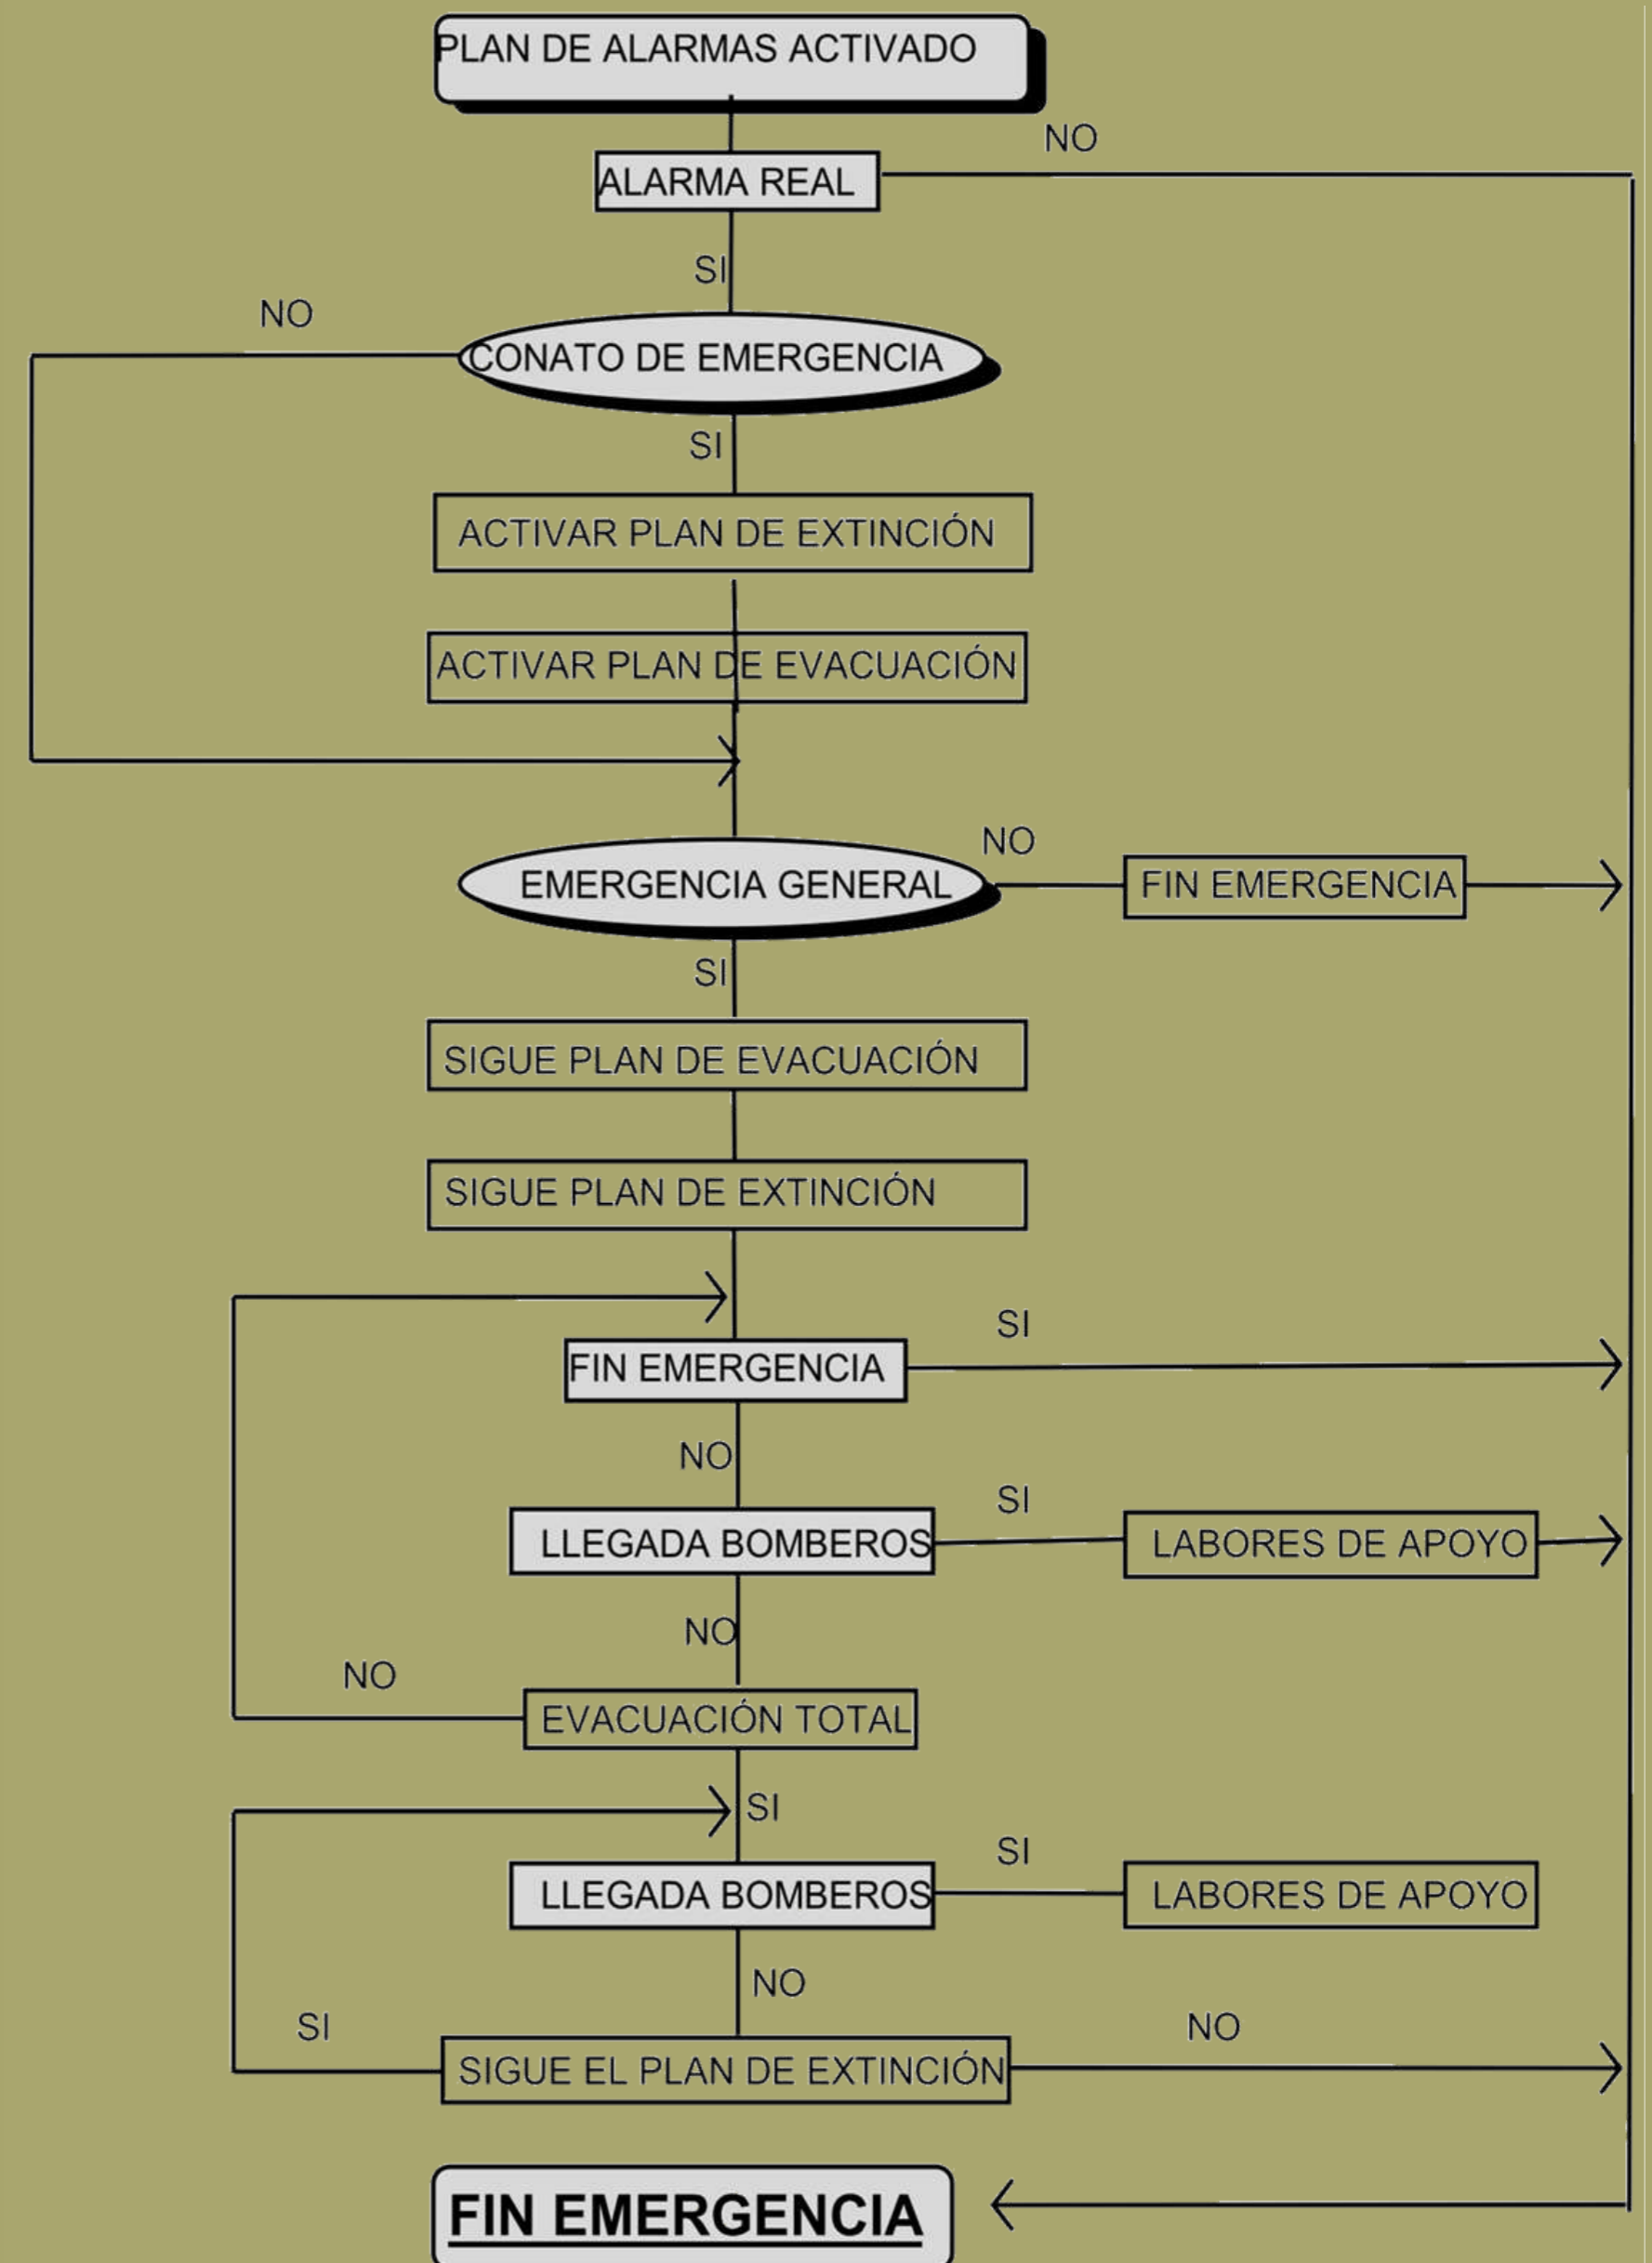 PLAN DE ALARMAS ACTIVADO
NO
ALARMA REAL
SI
NO
CONATO DE EMERGENCIA
SI
ACTIVAR PLAN DE EXTINCIÓN
ACTIVAR PLAN DE EVACUACIÓN
NO
EMERGENCIA GENERAL
FIN EMERGENCIA
SI
SIGUE PLAN DE EVACUACIÓN
SIGUE PLAN DE EXTINCIÓN
SI
FIN EMERGENCIA
NO
SI
LLEGADA BOMBEROS
LABORES DE APOYO
NO
NO
EVACUACIÓN TOTAL
SI
SI
LLEGADA BOMBEROS
LABORES DE APOYO
NO
SI
NO
SIGUE EL PLAN DE EXTINCIÓN
FIN EMERGENCIA